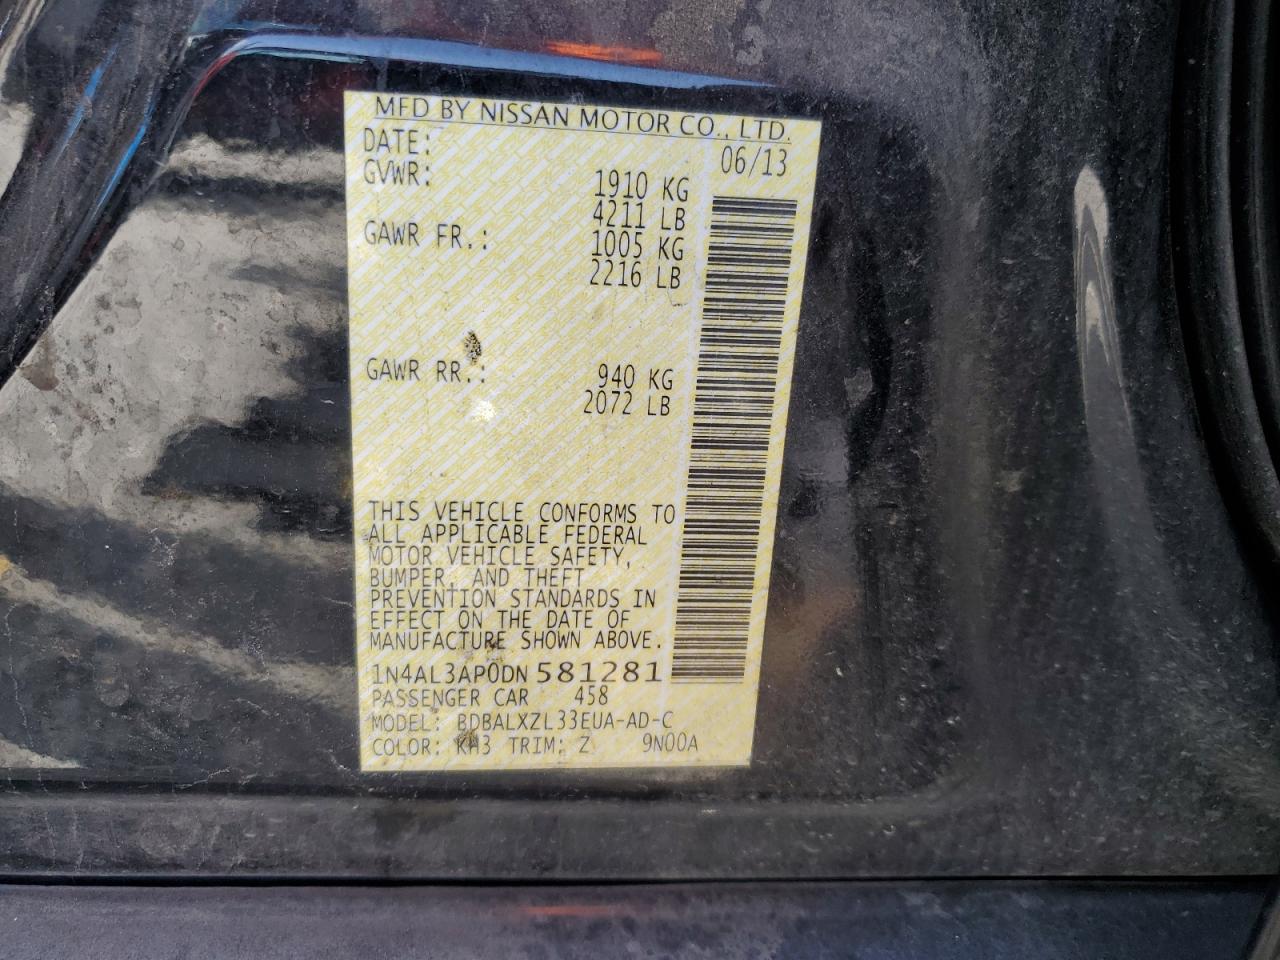 MFD BY NISSAN MOTOR CO., LTD.
DATE: 06/13
GVWR: 1910 KG
4211 LB
GAWR FR.: 1005 KG
2216 LB
GAWR RR.: 940 KG
2072 LB
THIS VEHICLE CONFORMS TO
ALL APPLICABLE FEDERAL
MOTOR VEHICLE SAFETY,
BUMPER, AND THEFT
PREVENTION STANDARDS IN
EFFECT ON THE DATE OF
MANUFACTURE SHOWN ABOVE.
1N4AL3AP0DN 581281
PASSENGER CAR 458
MODEL: BDBALXZL33EUA-AD-C
COLOR: KH3 TRIM: Z 9N00A